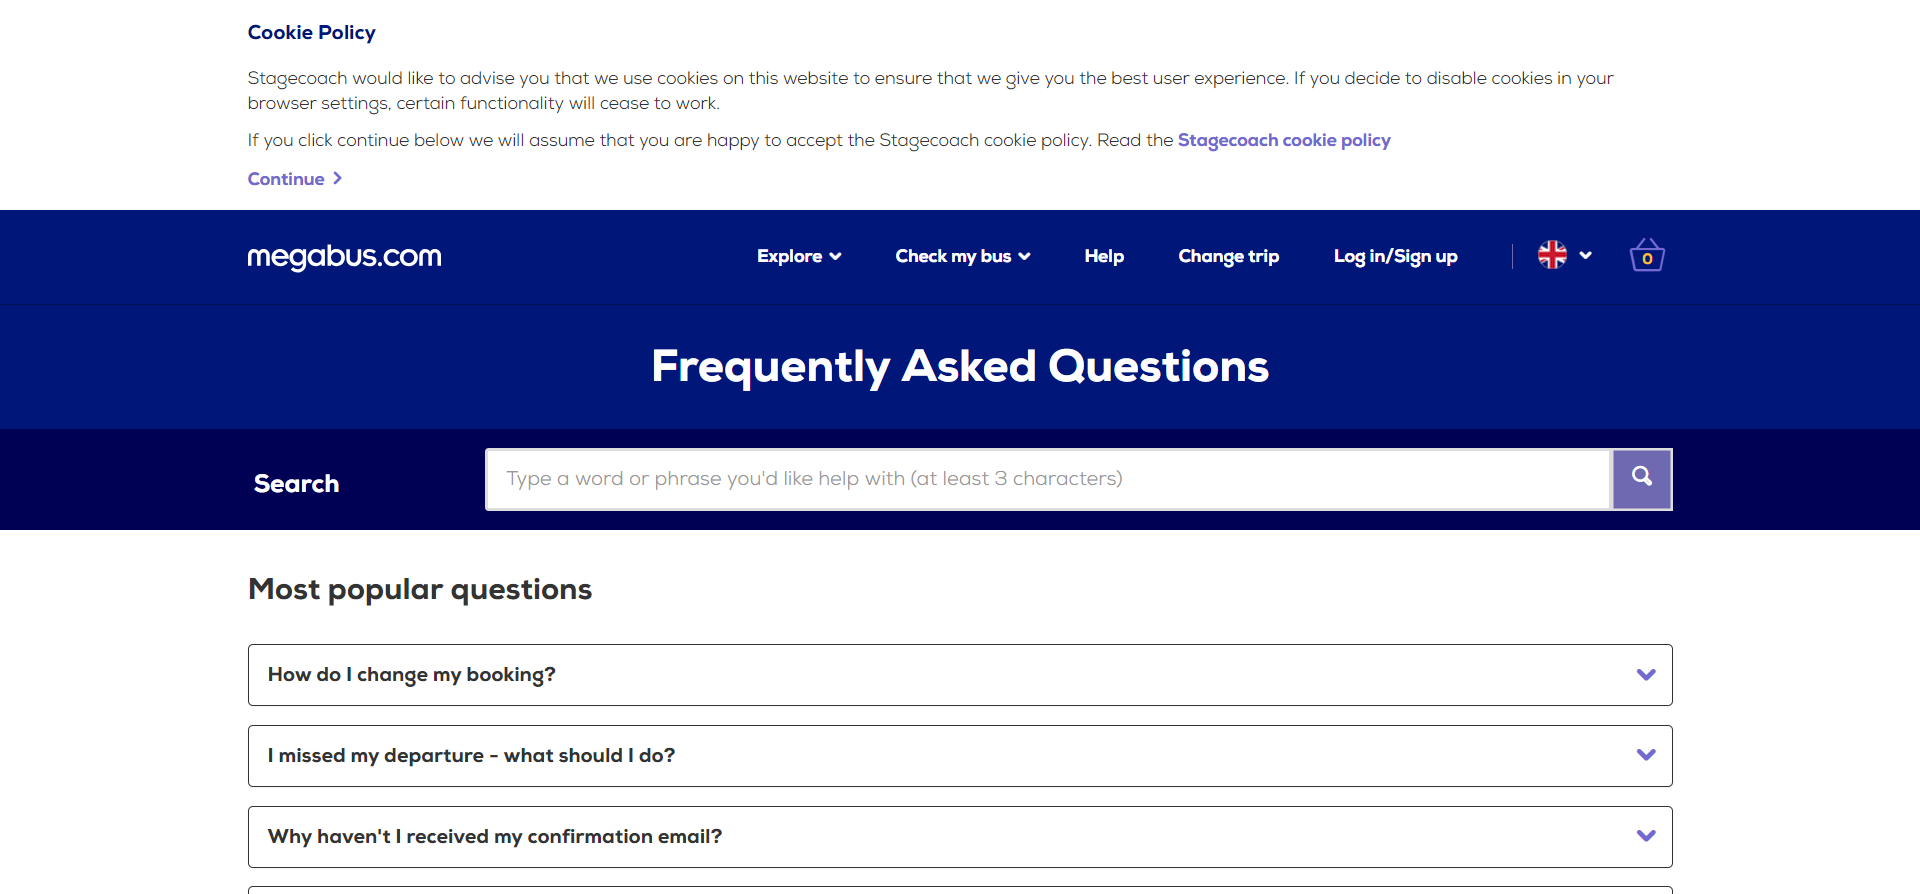 Cookie Policy
Stagecoach would like to advise you that we use cookies on this website to ensure that we give you the best user experience. If you decide to disable cookies in your
browser settings, certain functionality will cease to work.
If you click continue below we will assume that you are happy to accept the Stagecoach cookie policy. Read the Stagecoach cookie policy
Continue
megabus.com Explore Check my bus Help Change trip Log in/Sign up 0
Frequently Asked Questions
Search Type a word or phrase you'd like help with (at least 3 characters)
Most popular questions
How do I change my booking?
I missed my departure - what should I do?
Why haven't I received my confirmation email?